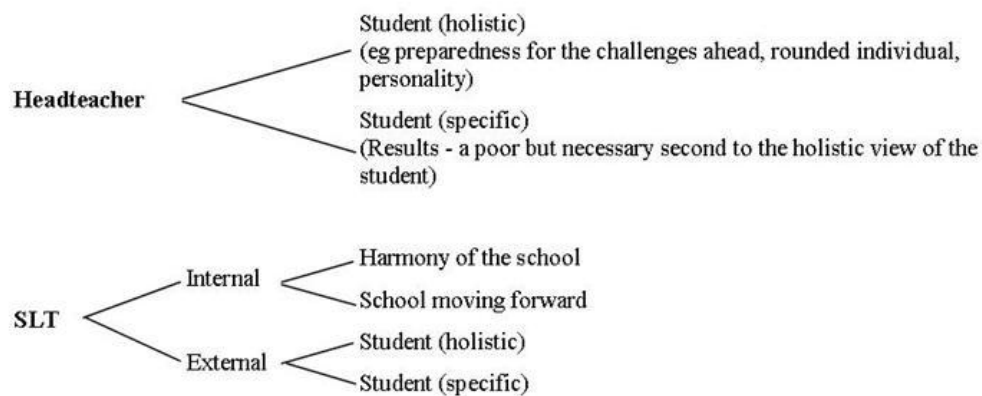 Student (holistic)
(eg preparedness for the challenges ahead, rounded individual,
personality)
Headteacher
Student (specific)
(Results - a poor but necessary second to the holistic view of the
student)
Harmony of the school
Internal
School moving forward
SLT
Student (holistic)
External
Student (specific)